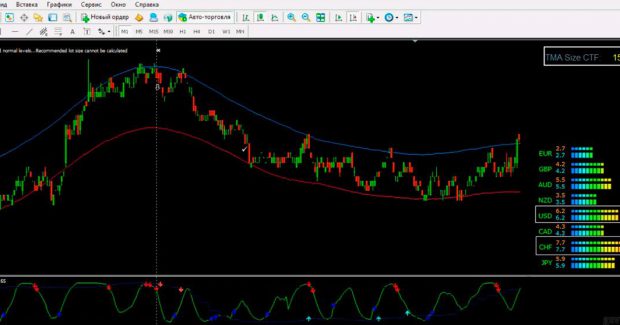 Вставка Графики Сервис Окно Справка
Новый ордер Авто-торговля
A T M1 M5 M15 M30 H1 H4 D1 W1 MN
normal levels... Recommended lot size cannot be calculated
TMA Size CTF 15
EUR 2.7 2.7
GBP 4.2 4.2
AUD 5.5 5.5
NZD 3.5 3.5
USD 6.2 6.2
CAD 4.3 4.3
CHF 7.7 7.7
JPY 5.9 5.9